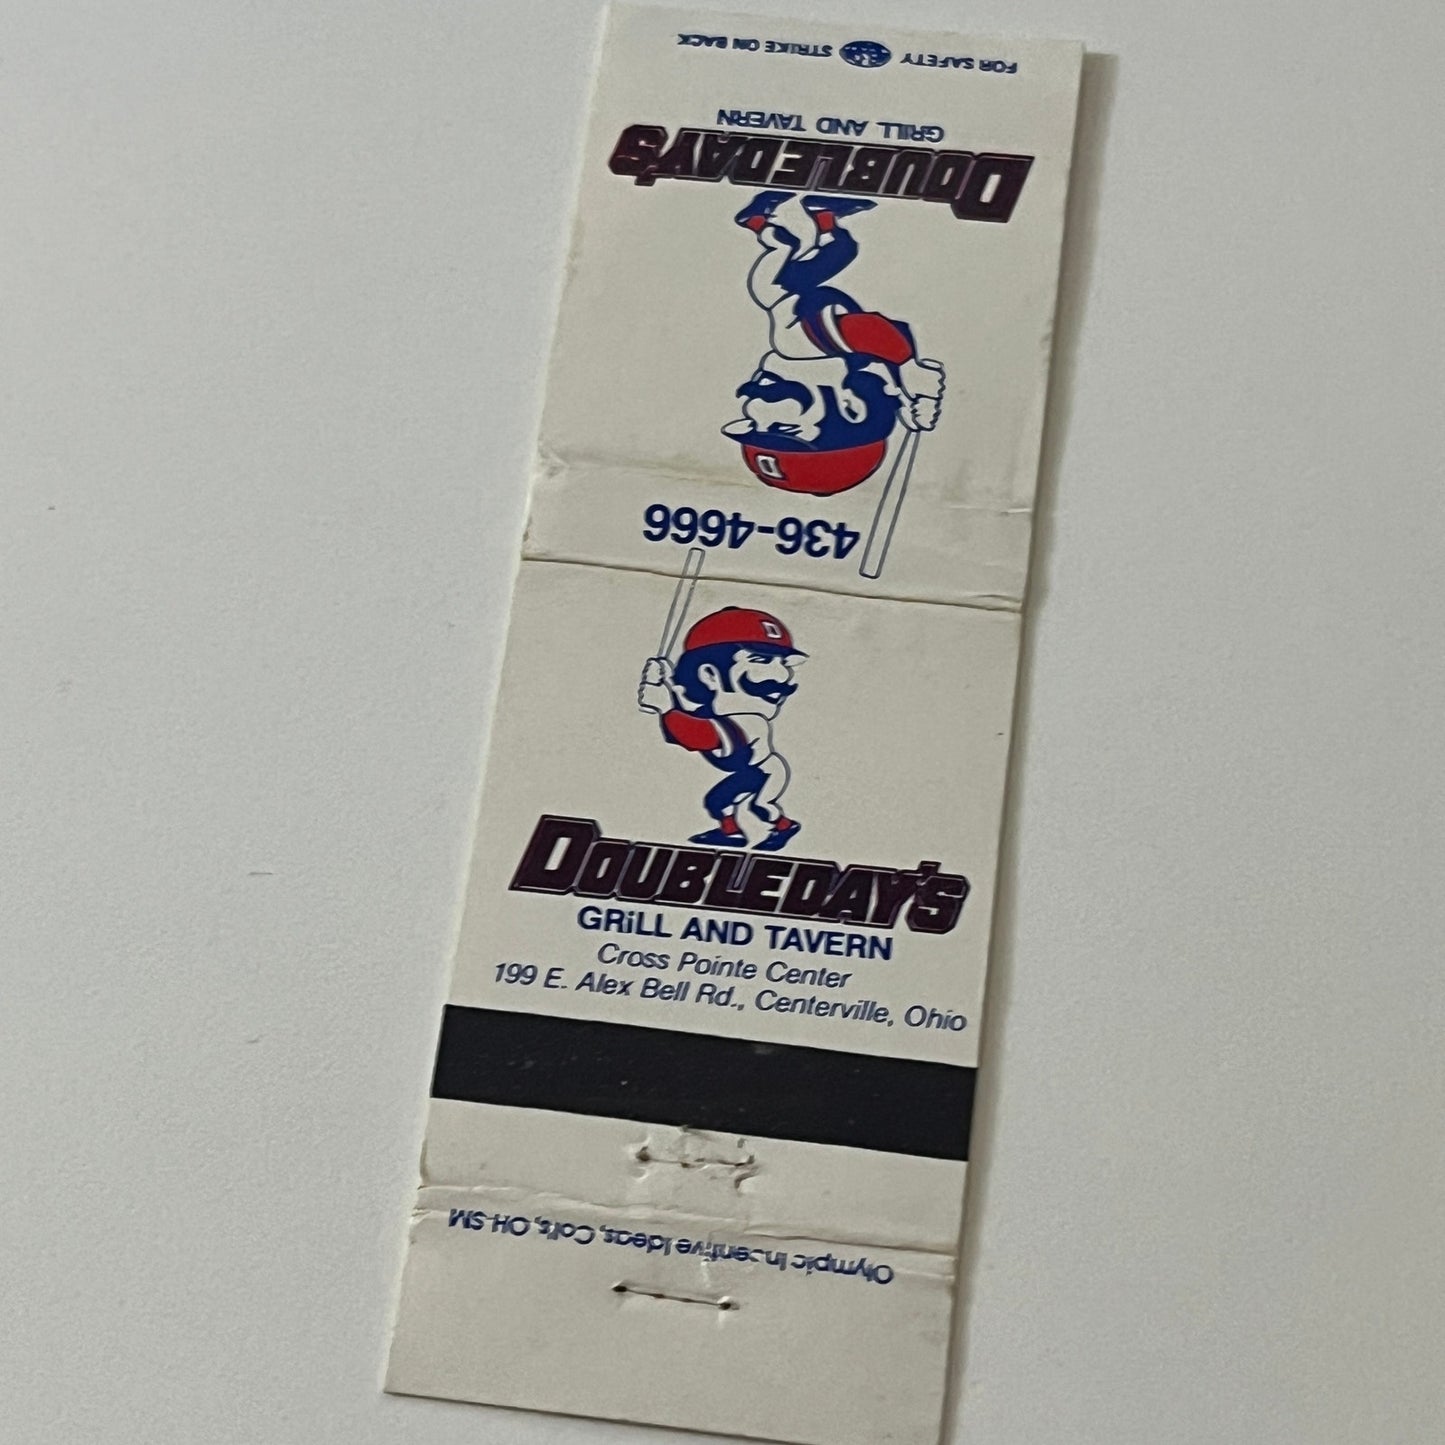 FOR SAFETY STRIKE ON BACK
DOUBLEDAY'S
GRILL AND TAVERN
D
436-4666
D
DOUBLEDAY'S
GRiLL AND TAVERN
Cross Pointe Center
199 E. Alex Bell Rd., Centerville, Ohio
Olympic Incentive Ideas, Col's, OH-SM